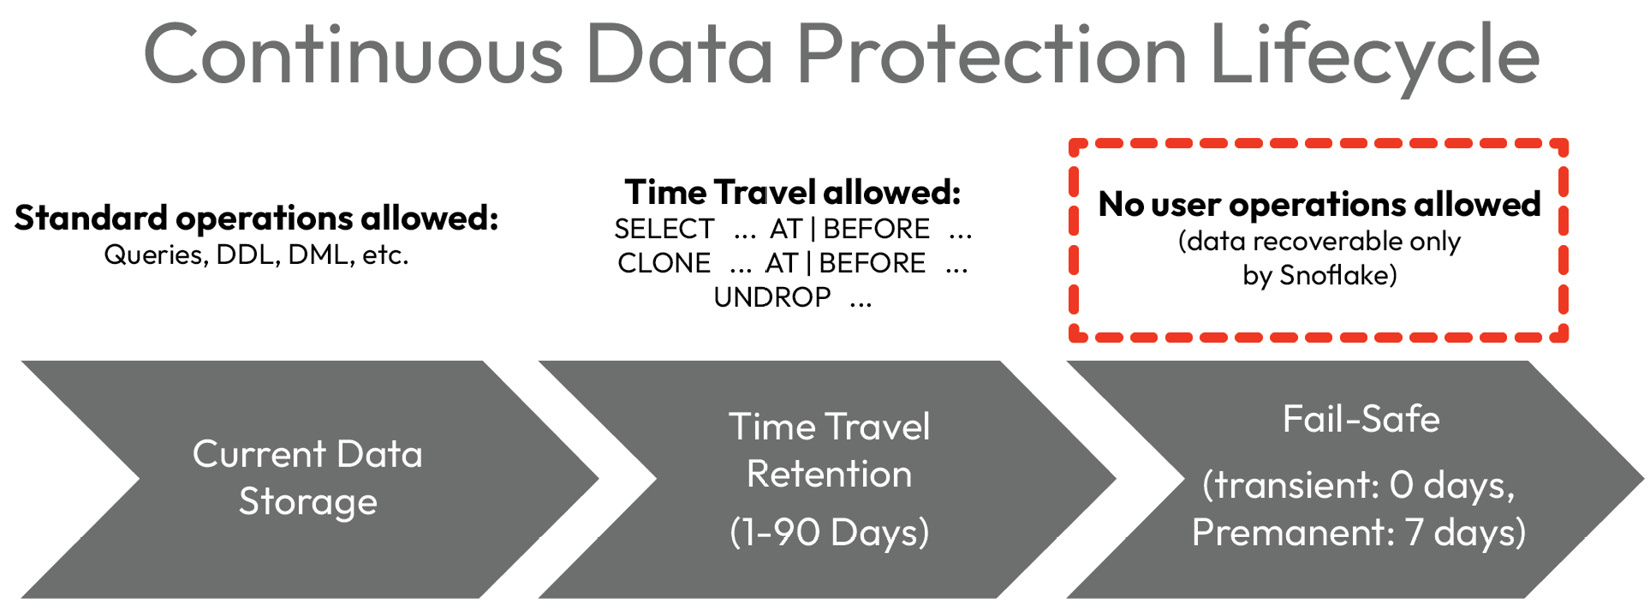 Continuous Data Protection Lifecycle
Standard operations allowed:
Queries, DDL, DML, etc.
Time Travel allowed:
SELECT ... AT | BEFORE ...
CLONE ... AT | BEFORE ...
UNDROP ...
No user operations allowed
(data recoverable only
by Snoflake)
Current Data
Storage
Time Travel
Retention
(1-90 Days)
Fail-Safe
(transient: 0 days,
Premanent: 7 days)